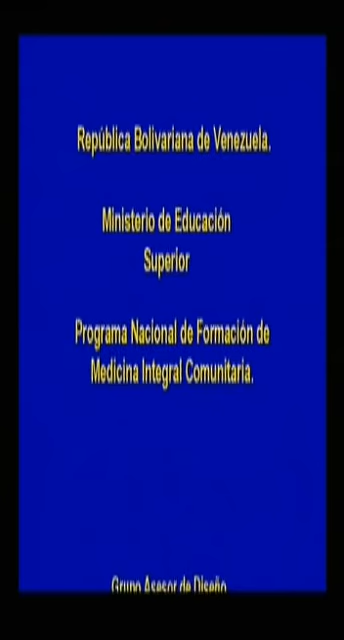 República Bolivariana de Venezuela.
Ministerio de Educación
Superior
Programa Nacional de Formación de
Medicina Integral Comunitaria.
Grupo Asesor de Diseño